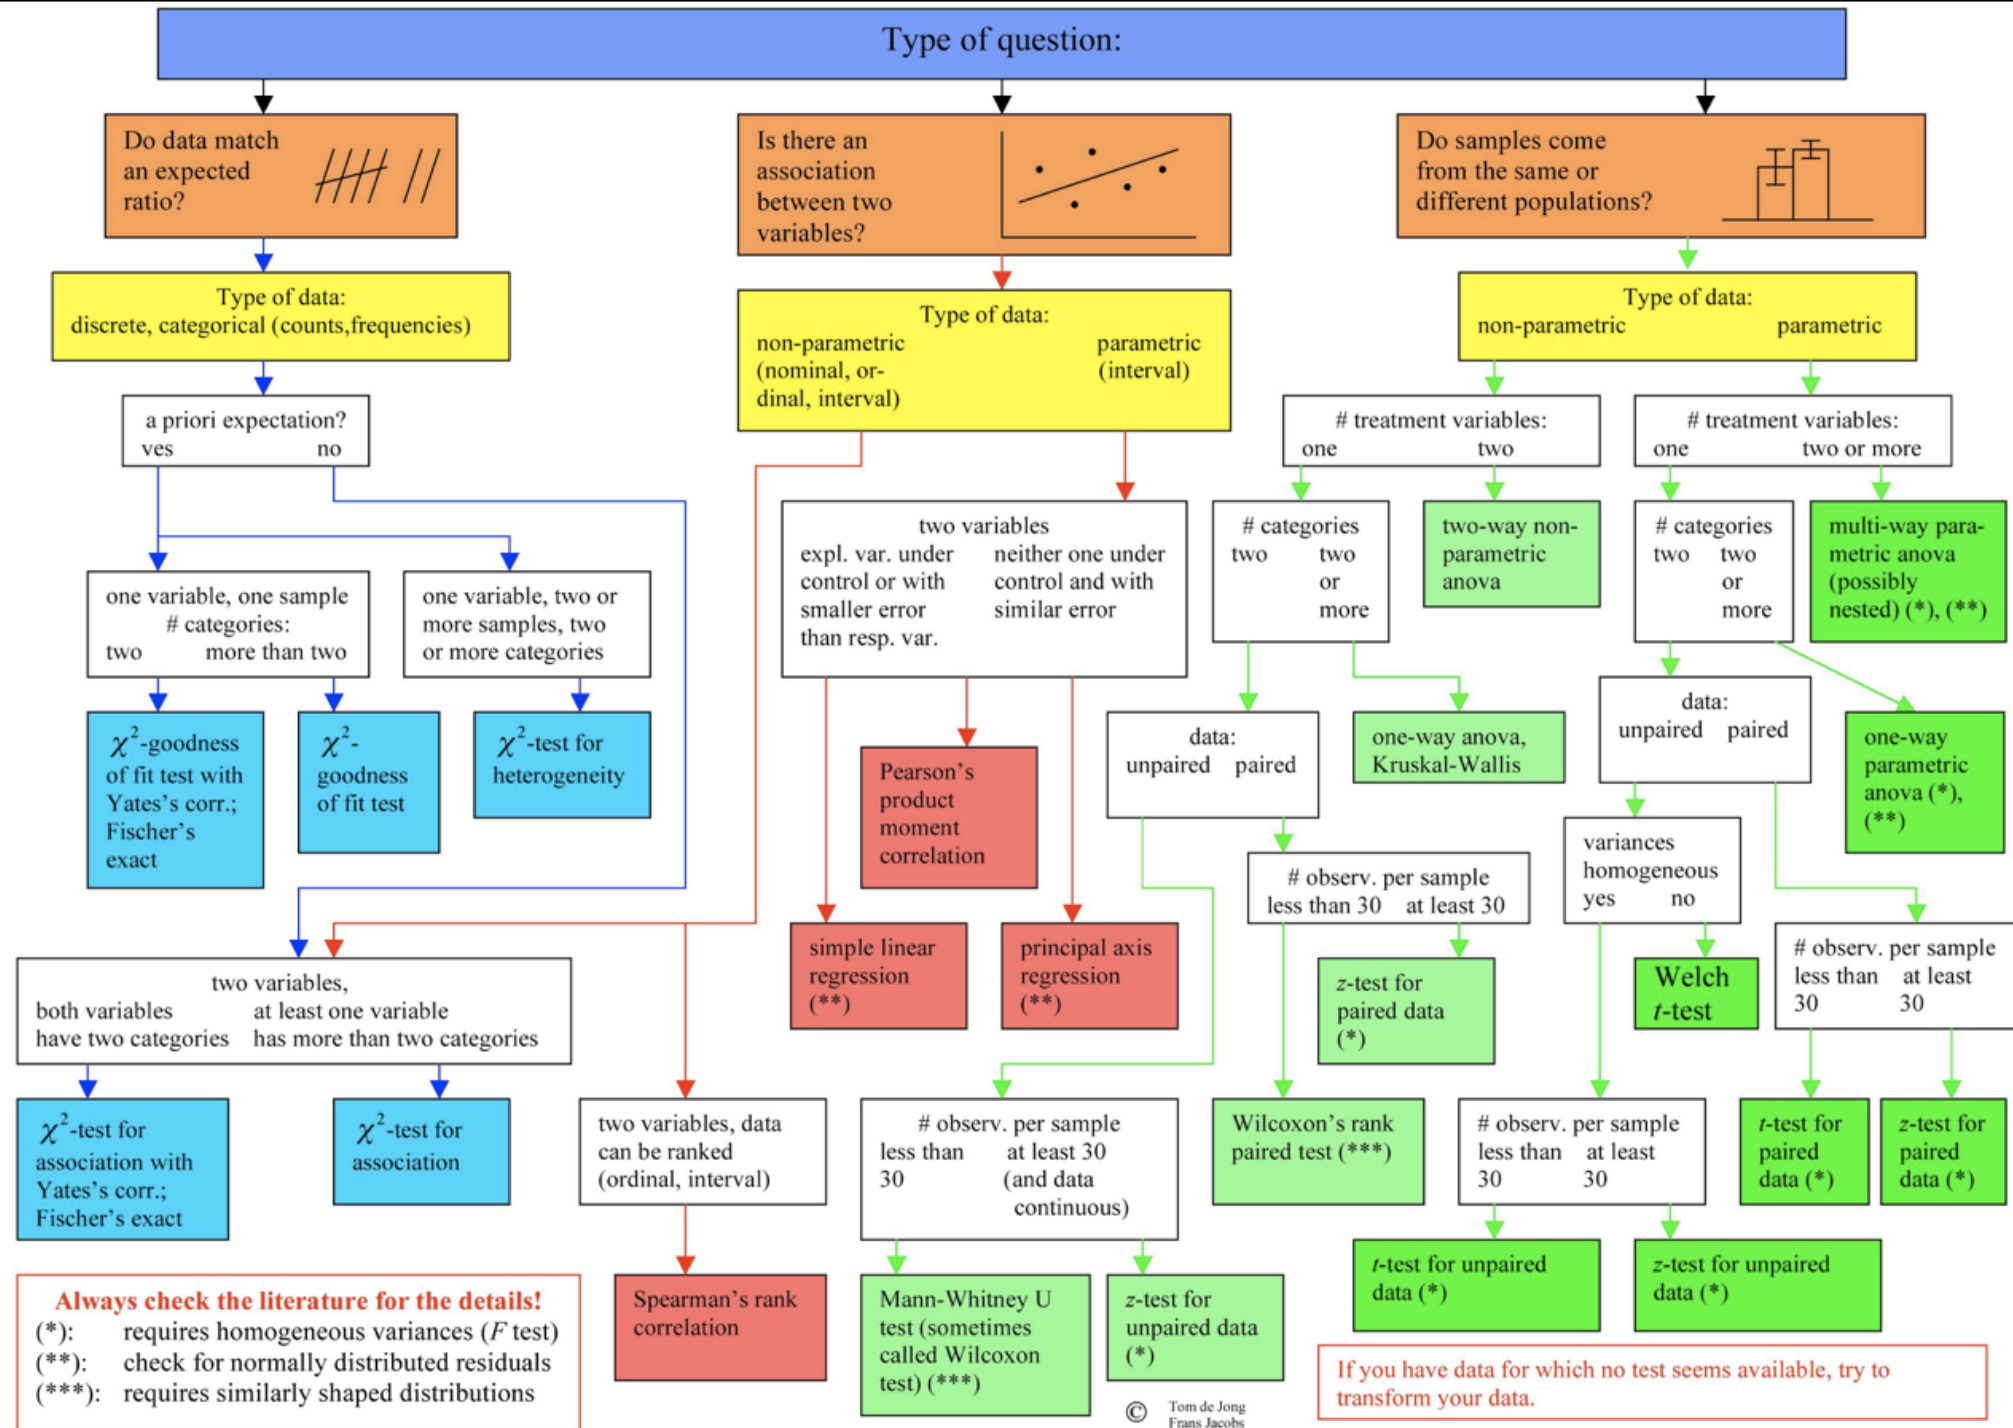 Type of question:
Do data match
an expected
ratio?
Is there an
association
between two
variables?
Do samples come
from the same or
different populations?
Type of data:
discrete, categorical (counts,frequencies)
Type of data:
non-parametric parametric
(nominal, or- (interval)
dinal, interval)
Type of data:
non-parametric parametric
a priori expectation?
yes no
# treatment variables:
one two
# treatment variables:
one two or more
two variables
expl. var. under neither one under
control or with control and with
smaller error similar error
than resp. var.
# categories
two two
or
more
two-way non-
parametric
anova
# categories
two two
or
more
multi-way para-
metric anova
(possibly
nested) (*), (**)
one variable, one sample
# categories:
two more than two
one variable, two or
more samples, two
or more categories
χ²-goodness
of fit test with
Yates's corr.;
Fischer's
exact
χ²-
goodness
of fit test
χ²-test for
heterogeneity
Pearson's
product
moment
correlation
data:
unpaired paired
one-way anova,
Kruskal-Wallis
data:
unpaired paired
one-way
parametric
anova (*),
(**)
variances
homogeneous
yes no
# observ. per sample
less than 30 at least 30
simple linear
regression
(**)
principal axis
regression
(**)
z-test for
paired data
(*)
Welch
t-test
# observ. per sample
less than at least
30 30
two variables,
both variables at least one variable
have two categories has more than two categories
χ²-test for
association with
Yates's corr.;
Fischer's exact
χ²-test for
association
two variables, data
can be ranked
(ordinal, interval)
# observ. per sample
less than at least 30
30 (and data
continuous)
Wilcoxon's rank
paired test (***)
# observ. per sample
less than at least
30 30
t-test for
paired
data (*)
z-test for
paired
data (*)
Spearman's rank
correlation
Mann-Whitney U
test (sometimes
called Wilcoxon
test) (***)
z-test for
unpaired data
(*)
t-test for unpaired
data (*)
z-test for unpaired
data (*)
Always check the literature for the details!
(*): requires homogeneous variances (F test)
(**): check for normally distributed residuals
(***): requires similarly shaped distributions
If you have data for which no test seems available, try to
transform your data.
© Tom de Jong
Frans Jacobs